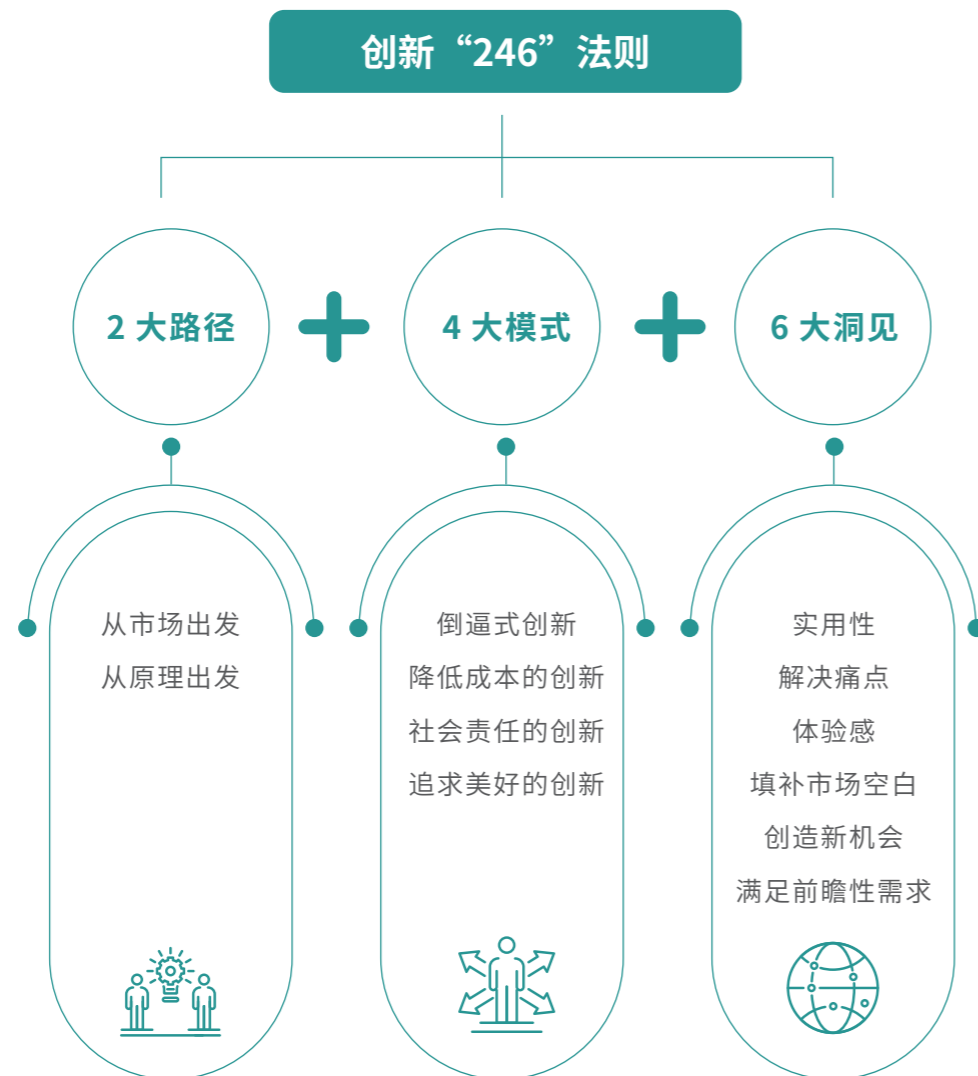 创新“246”法则
2 大路径
4 大模式
6 大洞见
从市场出发
从原理出发
倒逼式创新
降低成本的创新
社会责任的创新
追求美好的创新
实用性
解决痛点
体验感
填补市场空白
创造新机会
满足前瞻性需求